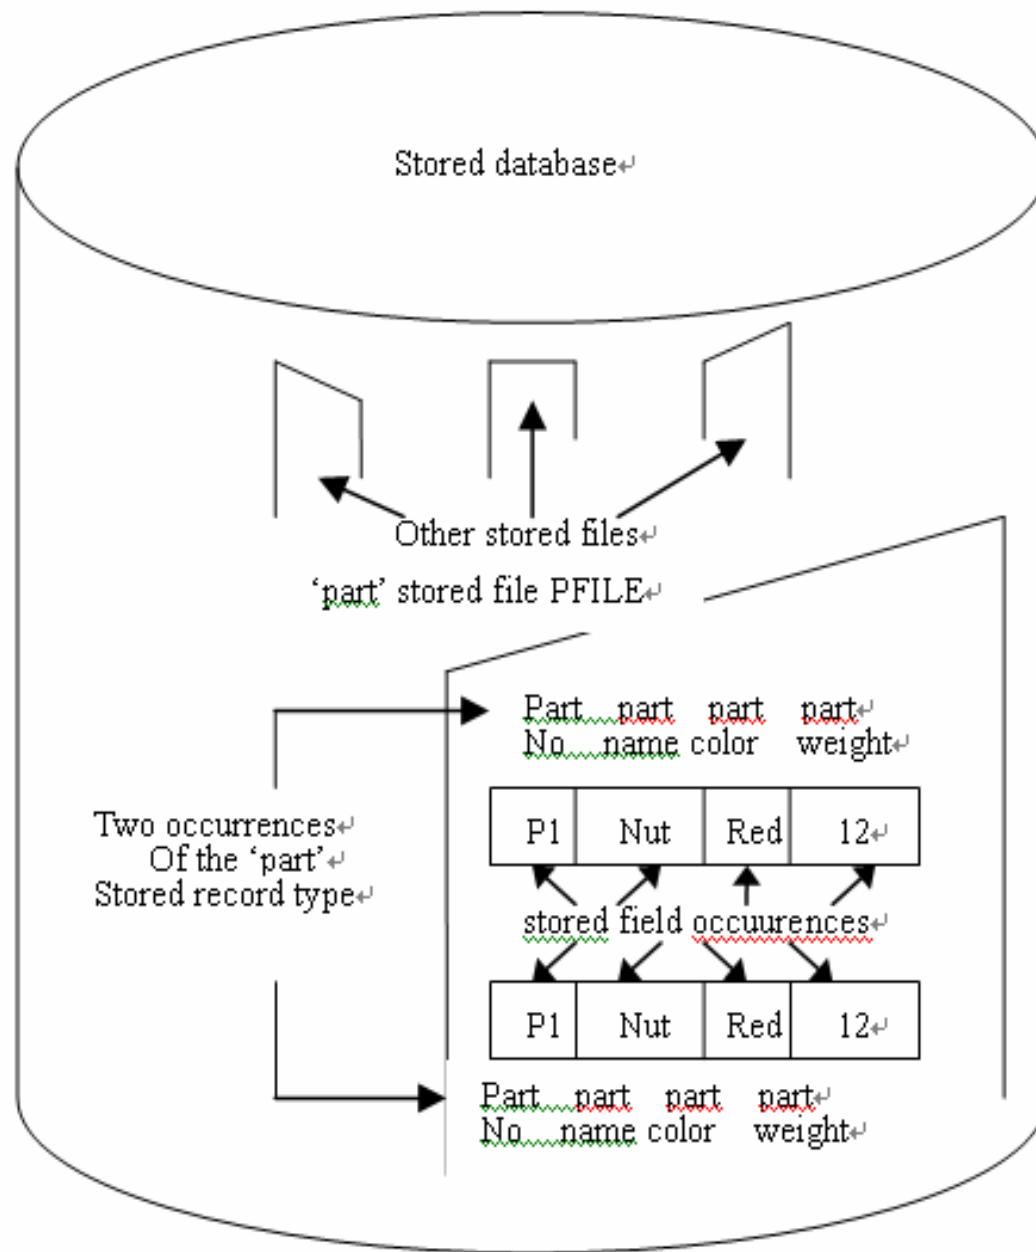 Stored database
Other stored files
‘part’ stored file PFILE
Part part part part
No name color weight
Two occurrences
Of the ‘part’
Stored record type
P1 Nut Red 12
stored field occuurences
P1 Nut Red 12
Part part part part
No name color weight